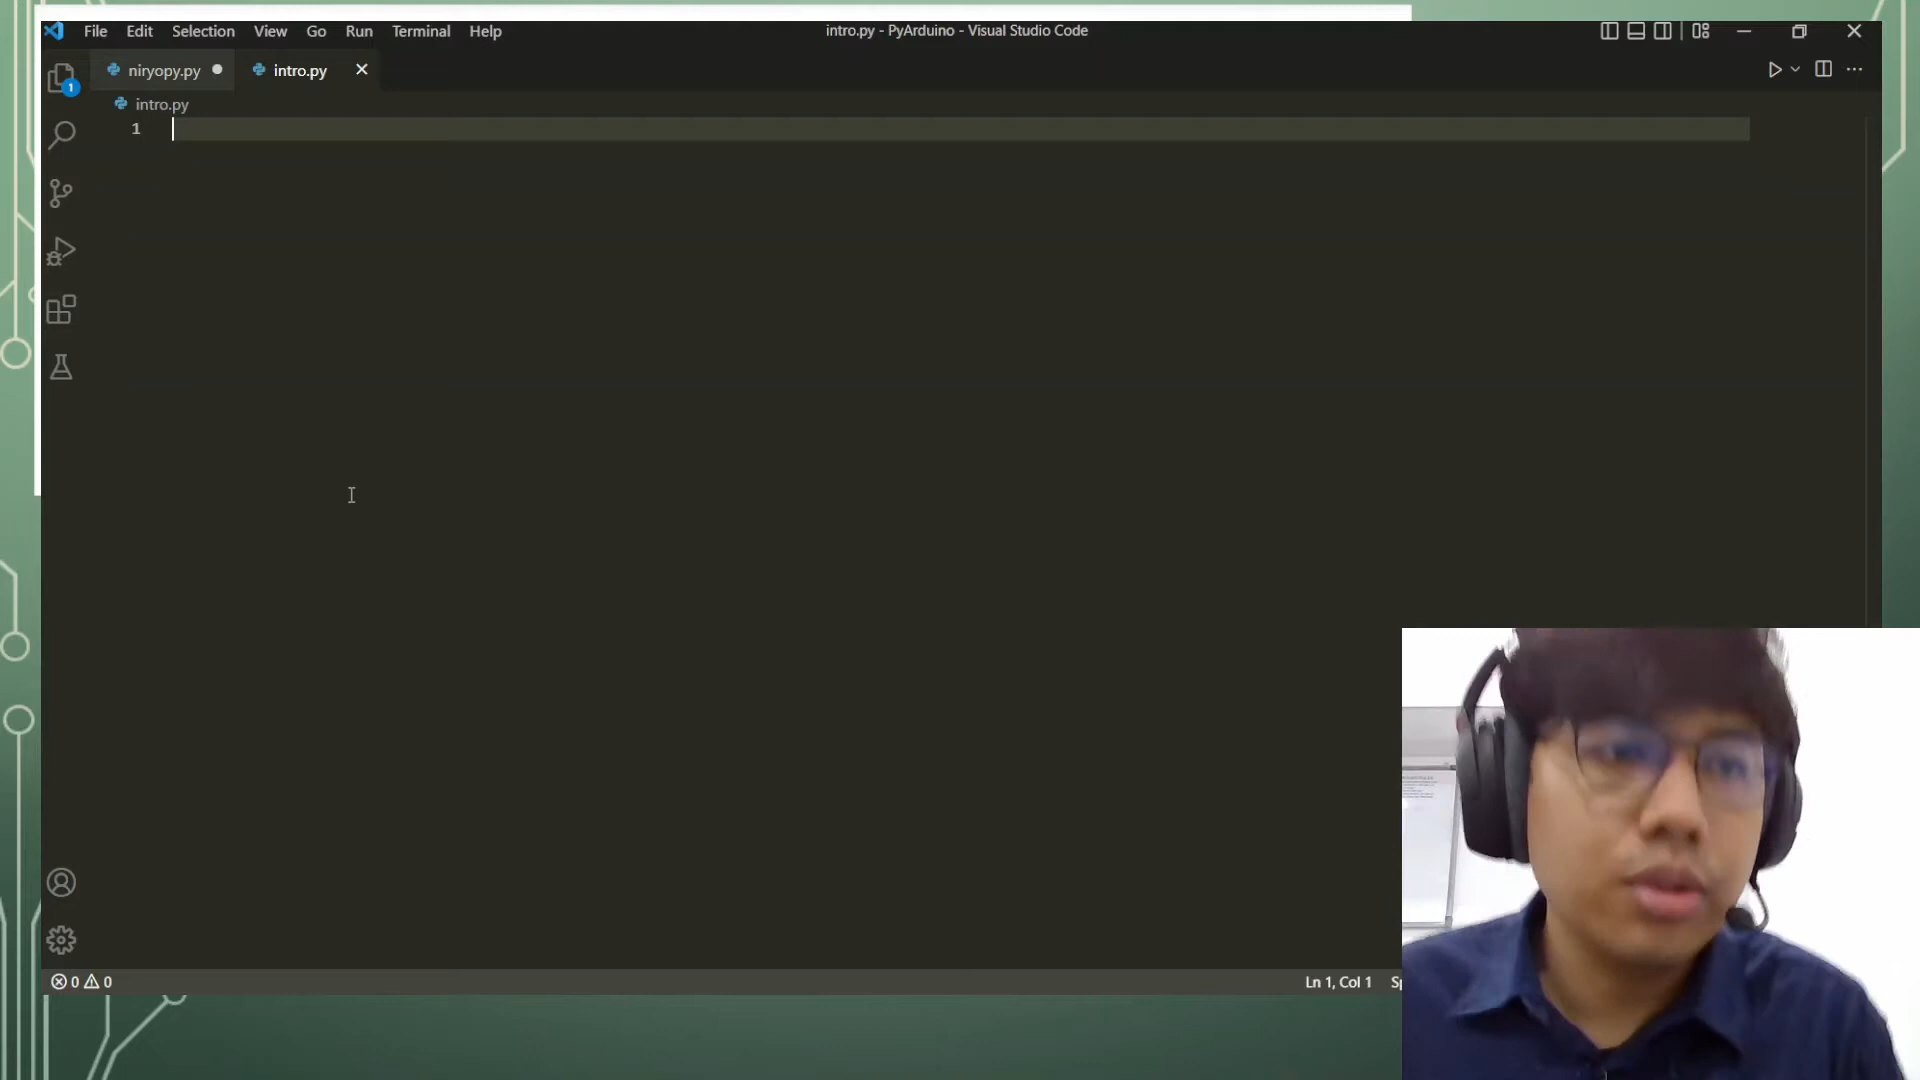 File Edit Selection View Go Run Terminal Help
intro.py - PyArduino - Visual Studio Code
niryopy.py
intro.py
1
intro.py
1
0 0
Ln 1, Col 1